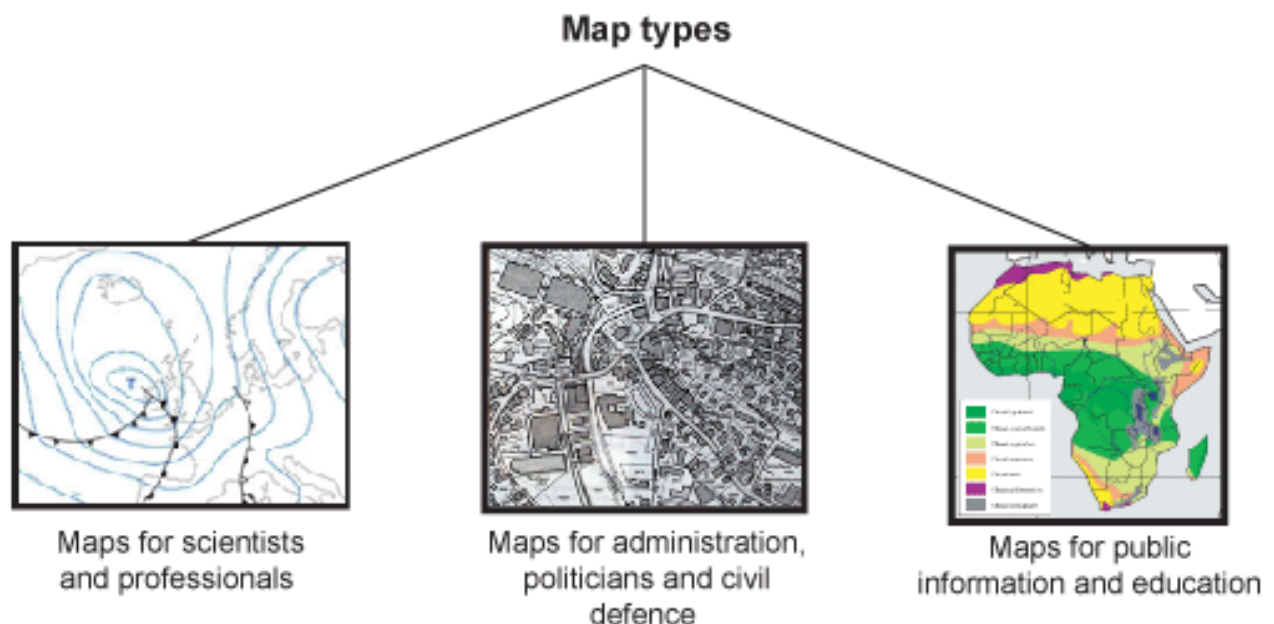 Map types
T
Maps for scientists
and professionals
Maps for administration,
politicians and civil
defence
Maps for public
information and education